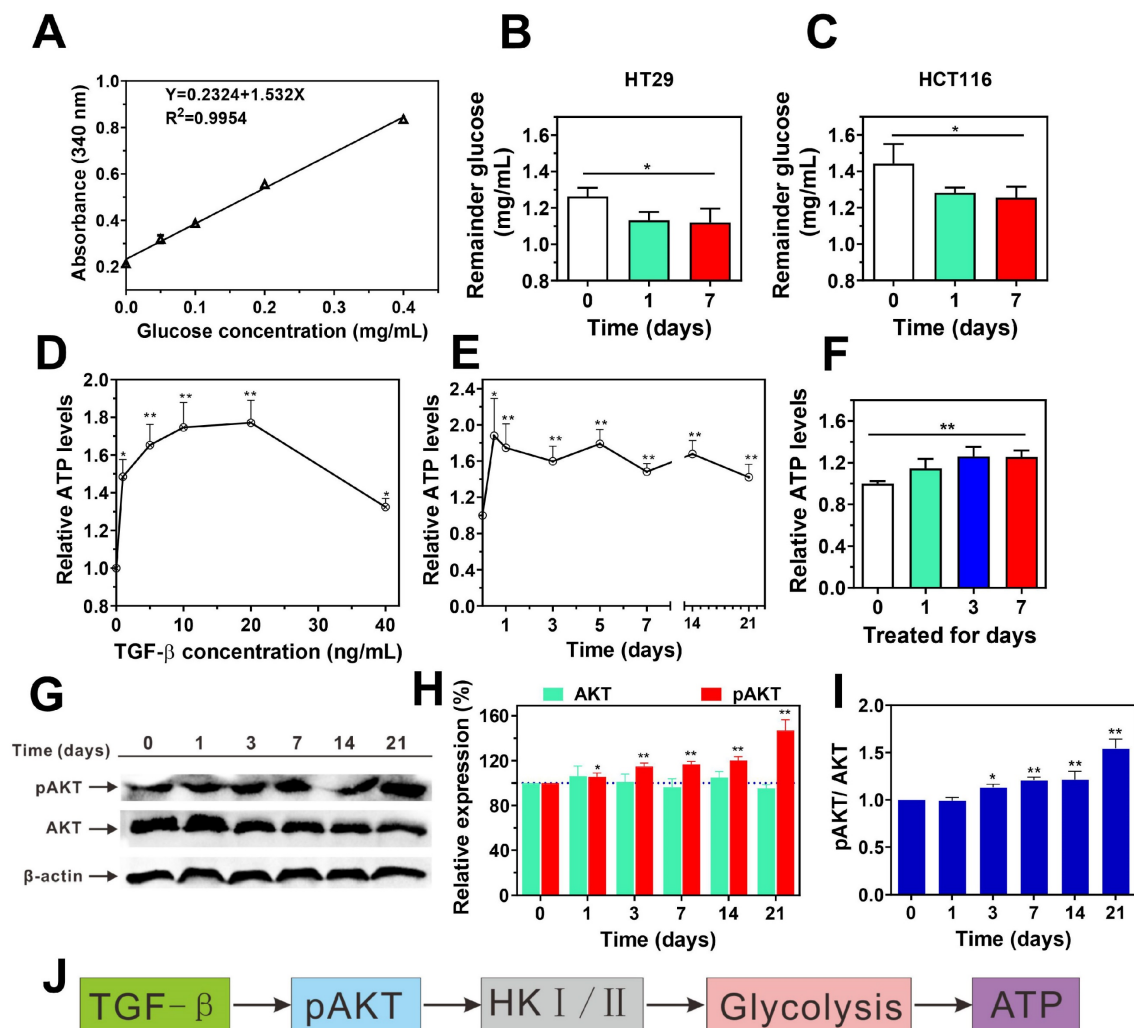 A
Y=0.2324+1.532X
R²=0.9954
Absorbance (340 nm)
1.0
0.8
0.6
0.4
0.2
0.0 0.1 0.2 0.3 0.4
Glucose concentration (mg/mL)
B
HT29
Remainder glucose
(mg/mL)
1.6
1.4
1.2
1.0
0.8
*
0 1 7
Time (days)
C
HCT116
Remainder glucose
(mg/mL)
1.6
1.4
1.2
1.0
0.8
*
0 1 7
Time (days)
D
Relative ATP levels
2.0
1.8
1.6
1.4
1.2
1.0
0.8
* ** ** ** *
0 10 20 30 40
TGF-β concentration (ng/mL)
E
Relative ATP levels
2.4
2.0
1.6
1.2
0.8
0.4
0.0
* ** ** ** ** ** **
1 3 5 7 14 21
Time (days)
F
Relative ATP levels
1.6
1.2
0.8
0.4
0.0
**
0 1 3 7
Treated for days
G
Time (days) 0 1 3 7 14 21
pAKT
AKT
β-actin
H
AKT pAKT
Relative expression (%)
160
120
80
40
0
* ** ** ** **
0 1 3 7 14 21
Time (days)
I
pAKT/ AKT
2.0
1.5
1.0
0.5
0.0
* ** ** **
0 1 3 7 14 21
Time (days)
J
TGF-β pAKT HK Ⅰ/Ⅱ Glycolysis ATP